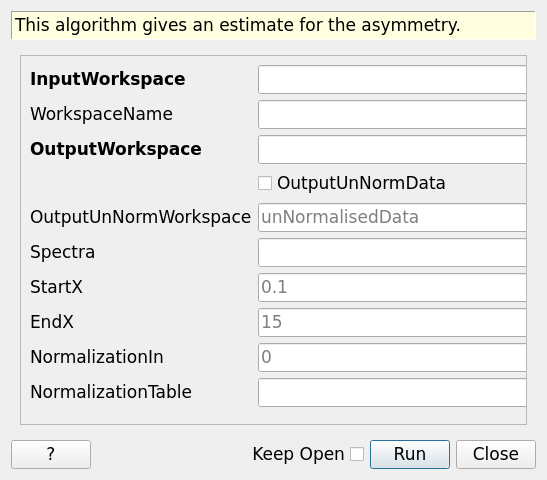 This algorithm gives an estimate for the asymmetry.
InputWorkspace
WorkspaceName
OutputWorkspace
OutputUnNormData
OutputUnNormWorkspace unNormalisedData
Spectra
StartX 0.1
EndX 15
NormalizationIn 0
NormalizationTable
? Keep Open Run Close